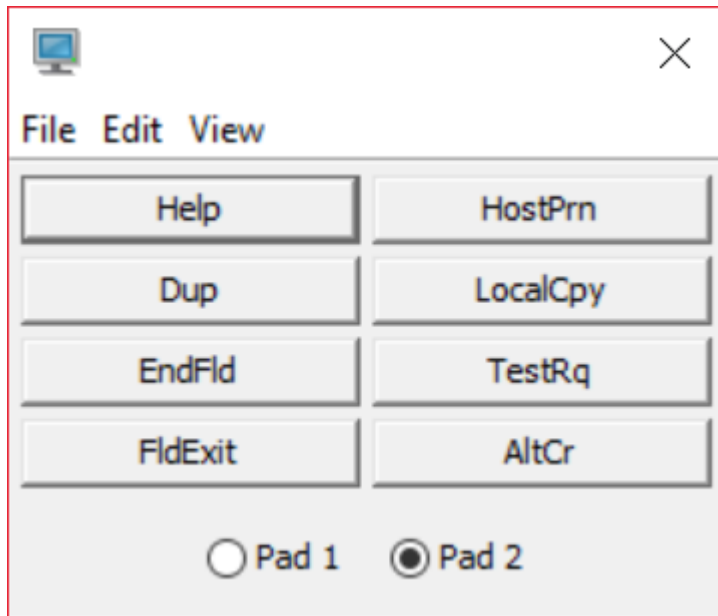 File Edit View
Help HostPrn
Dup LocalCpy
EndFld TestRq
FldExit AltCr
Pad 1 Pad 2